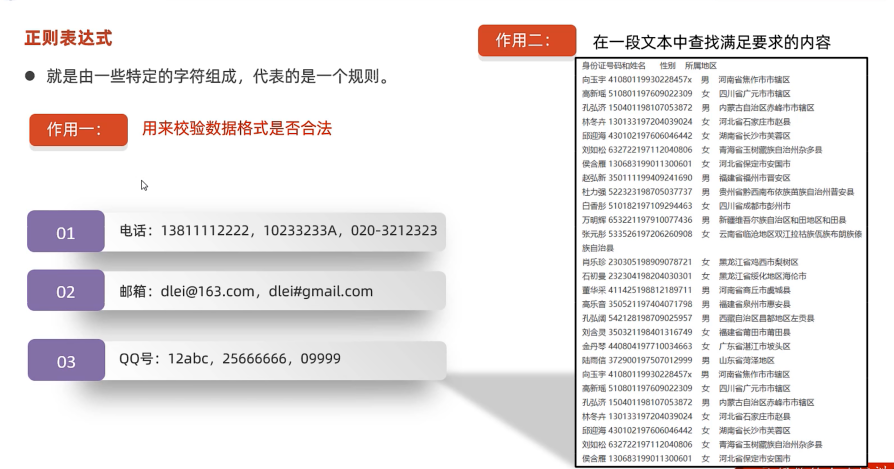 正则表达式
● 就是由一些特定的字符组成，代表的是一个规则。
作用一：
用来校验数据格式是否合法
01
电话：13811112222，10233233A，020-3212323
02
邮箱：dlei@163.com，dlei#gmail.com
03
QQ号：12abc，25666666，09999
作用二：
在一段文本中查找满足要求的内容
身份证号码和姓名 性别 所属地区
向玉宇 41080119930228457x 男 河南省焦作市市辖区
高新瑶 510801197609022309 女 四川省广元市市辖区
孔弘济 150401198107053872 男 内蒙古自治区赤峰市市辖区
林冬卉 130133197204039024 女 河北省石家庄市赵县
邱迎海 430102197606046442 女 湖南省长沙市芙蓉区
刘如松 632722197112040806 女 青海省玉树藏族自治州杂多县
侯含雁 130683199011300601 女 河北省保定市安国市
赵弘新 350111199409241690 男 福建省福州市晋安区
杜力强 522323198705037737 男 贵州省黔西南布依族苗族自治州普安县
白香彤 510182197109294463 女 四川省成都市彭州市
万明辉 653221197910077436 男 新疆维吾尔族自治区和田地区和田县
张元彤 533526197206260908 女 云南省临沧地区双江拉祜族佤族布朗族傣
族自治县
肖乐珍 230305198909078721 女 黑龙江省鸡西市梨树区
石初曼 232304198204030301 女 黑龙江省绥化地区海伦市
董华采 411425198812189711 男 河南省商丘市虞城县
高乐音 350521197404071798 男 福建省泉州市惠安县
孔弘阔 542128198709025957 男 西藏自治区昌都地区左贡县
刘含灵 350321198401316749 女 福建省莆田市莆田县
金丹琴 440804197710034663 女 广东省湛江市坡头区
陆雨信 372900197507012999 男 山东省菏泽地区
向玉宇 41080119930228457x 男 河南省焦作市市辖区
高新瑶 510801197609022309 女 四川省广元市市辖区
孔弘济 150401198107053872 男 内蒙古自治区赤峰市市辖区
林冬卉 130133197204039024 女 河北省石家庄市赵县
邱迎海 430102197606046442 女 湖南省长沙市芙蓉区
刘如松 632722197112040806 女 青海省玉树藏族自治州杂多县
侯含雁 130683199011300601 女 河北省保定市安国市